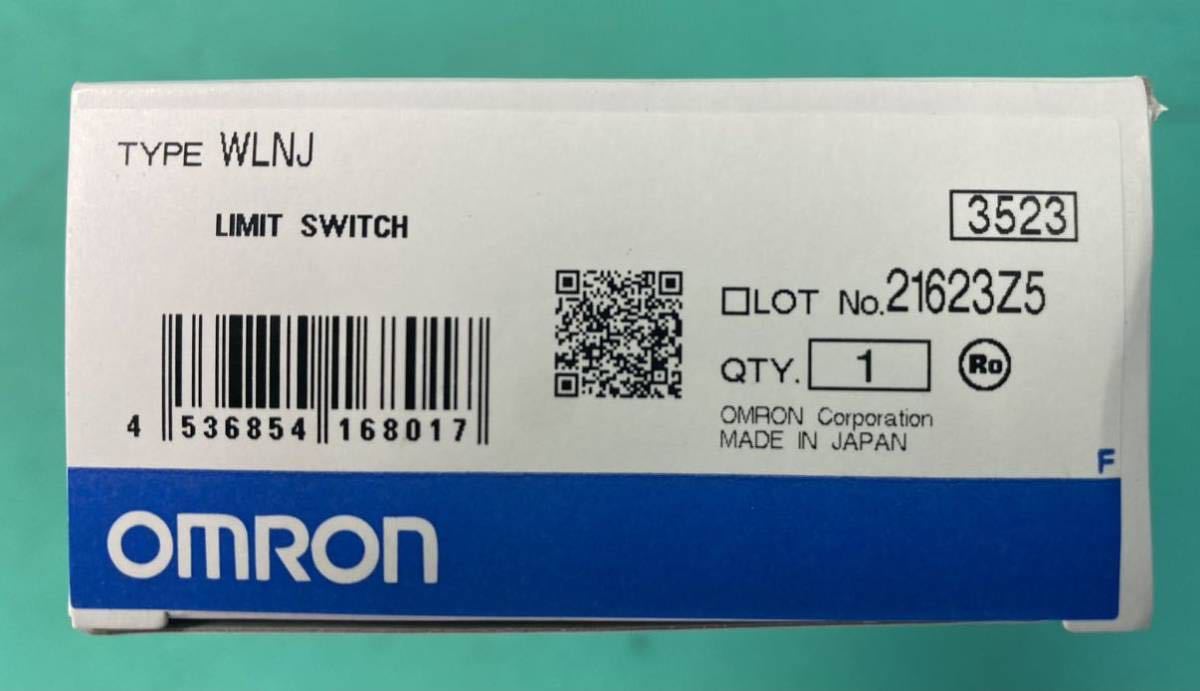 TYPE WLNJ
LIMIT SWITCH
3523
LOT No.21623Z5
QTY. 1 Ro
OMRON Corporation
MADE IN JAPAN
4 536854 168017
F
OMRON